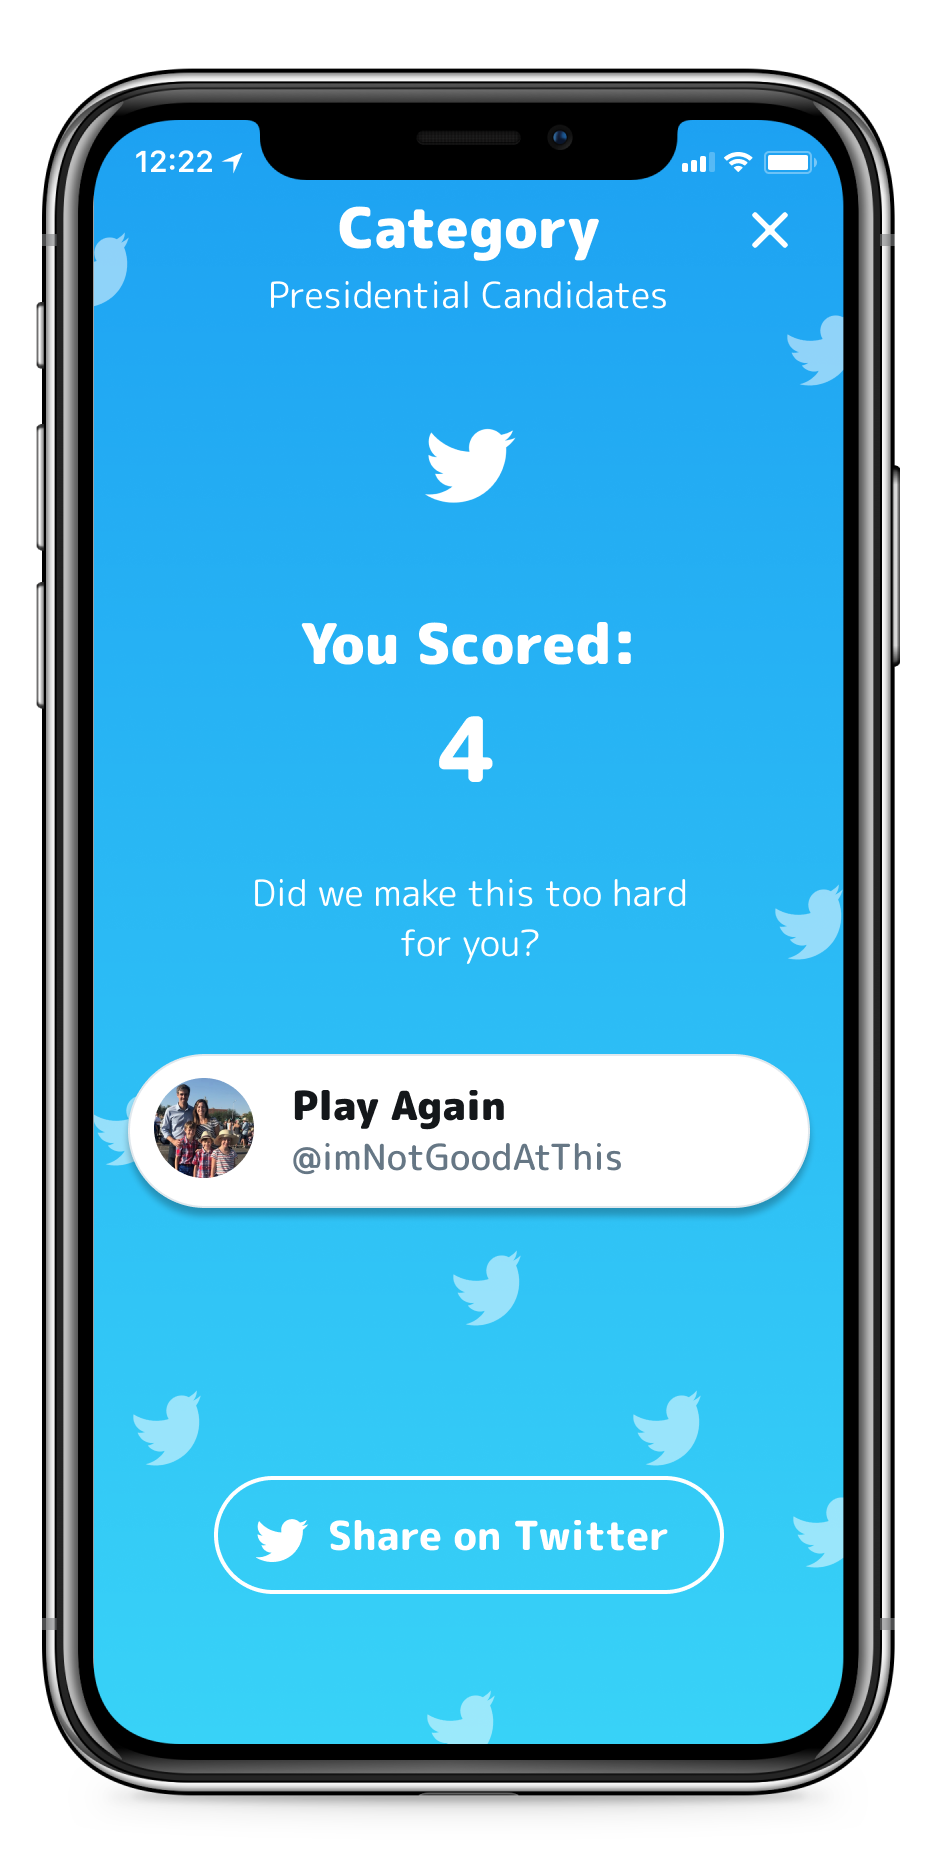 12:22
Category
Presidential Candidates
You Scored:
4
Did we make this too hard
for you?
Play Again
@imNotGoodAtThis
Share on Twitter